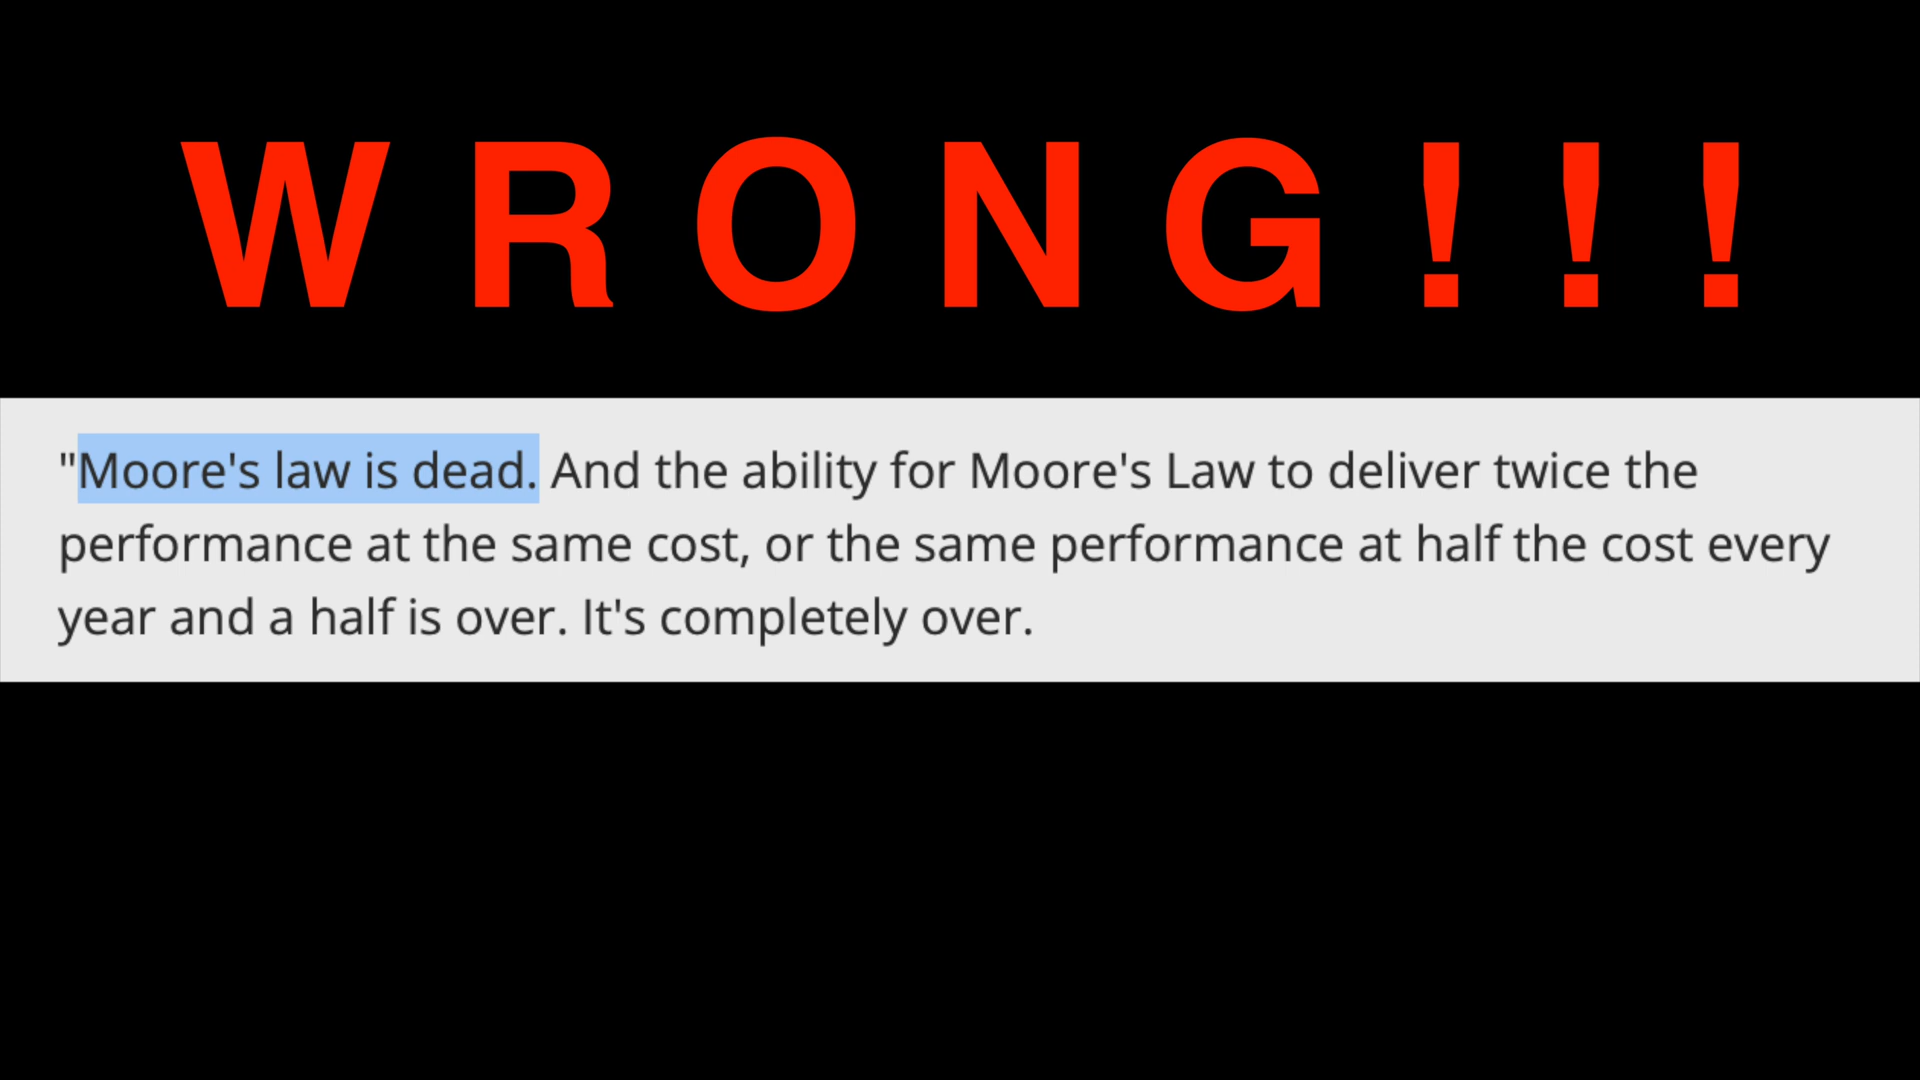 WRONG!!!
"Moore's law is dead. And the ability for Moore's Law to deliver twice the
performance at the same cost, or the same performance at half the cost every
year and a half is over. It's completely over.